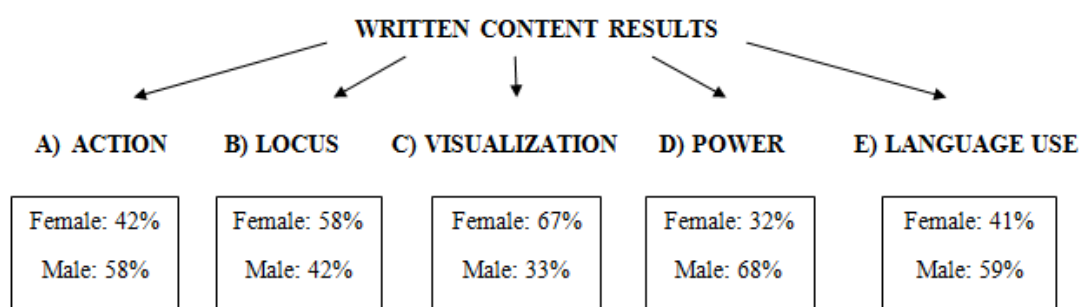 WRITTEN CONTENT RESULTS
A) ACTION
B) LOCUS
C) VISUALIZATION
D) POWER
E) LANGUAGE USE
Female: 42%
Male: 58%
Female: 58%
Male: 42%
Female: 67%
Male: 33%
Female: 32%
Male: 68%
Female: 41%
Male: 59%